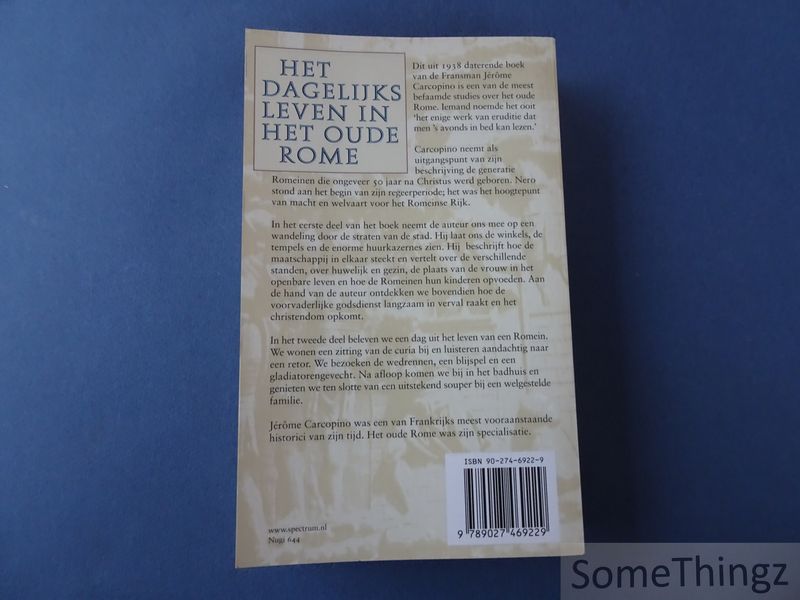 HET
DAGELIJKS
LEVEN IN
HET OUDE
ROME
Dit uit 1938 daterende boek
van de Fransman Jérôme
Carcopino is een van de meest
befaamde studies over het oude
Rome. Iemand noemde het ooit
'het enige werk van eruditie dat
men 's avonds in bed kan lezen.'
Carcopino neemt als
uitgangspunt van zijn
beschrijving de generatie
Romeinen die ongeveer 50 jaar na Christus werd geboren. Nero
stond aan het begin van zijn regeerperiode; het was het hoogtepunt
van macht en welvaart voor het Romeinse Rijk.
In het eerste deel van het boek neemt de auteur ons mee op een
wandeling door de straten van de stad. Hij laat ons de winkels, de
tempels en de enorme huurkazernes zien. Hij beschrijft hoe de
maatschappij in elkaar steekt en vertelt over de verschillende
standen, over huwelijk en gezin, de plaats van de vrouw in het
openbare leven en hoe de Romeinen hun kinderen opvoeden. Aan
de hand van de auteur ontdekken we bovendien hoe de
voorvaderlijke godsdienst langzaam in verval raakt en het
christendom opkomt.
In het tweede deel beleven we een dag uit het leven van een Romein.
We wonen een zitting van de curia bij en luisteren aandachtig naar
een retor. We bezoeken de wedrennen, een blijspel en een
gladiatorengevecht. Na afloop komen we bij in het badhuis en
genieten we ten slotte van een uitstekend souper bij een welgestelde
familie.
Jérôme Carcopino was een van Frankrijks meest vooraanstaande
historici van zijn tijd. Het oude Rome was zijn specialisatie.
ISBN 90-274-6922-9
9 789027 469229
www.spectrum.nl
Nugi 644
SomeThingz